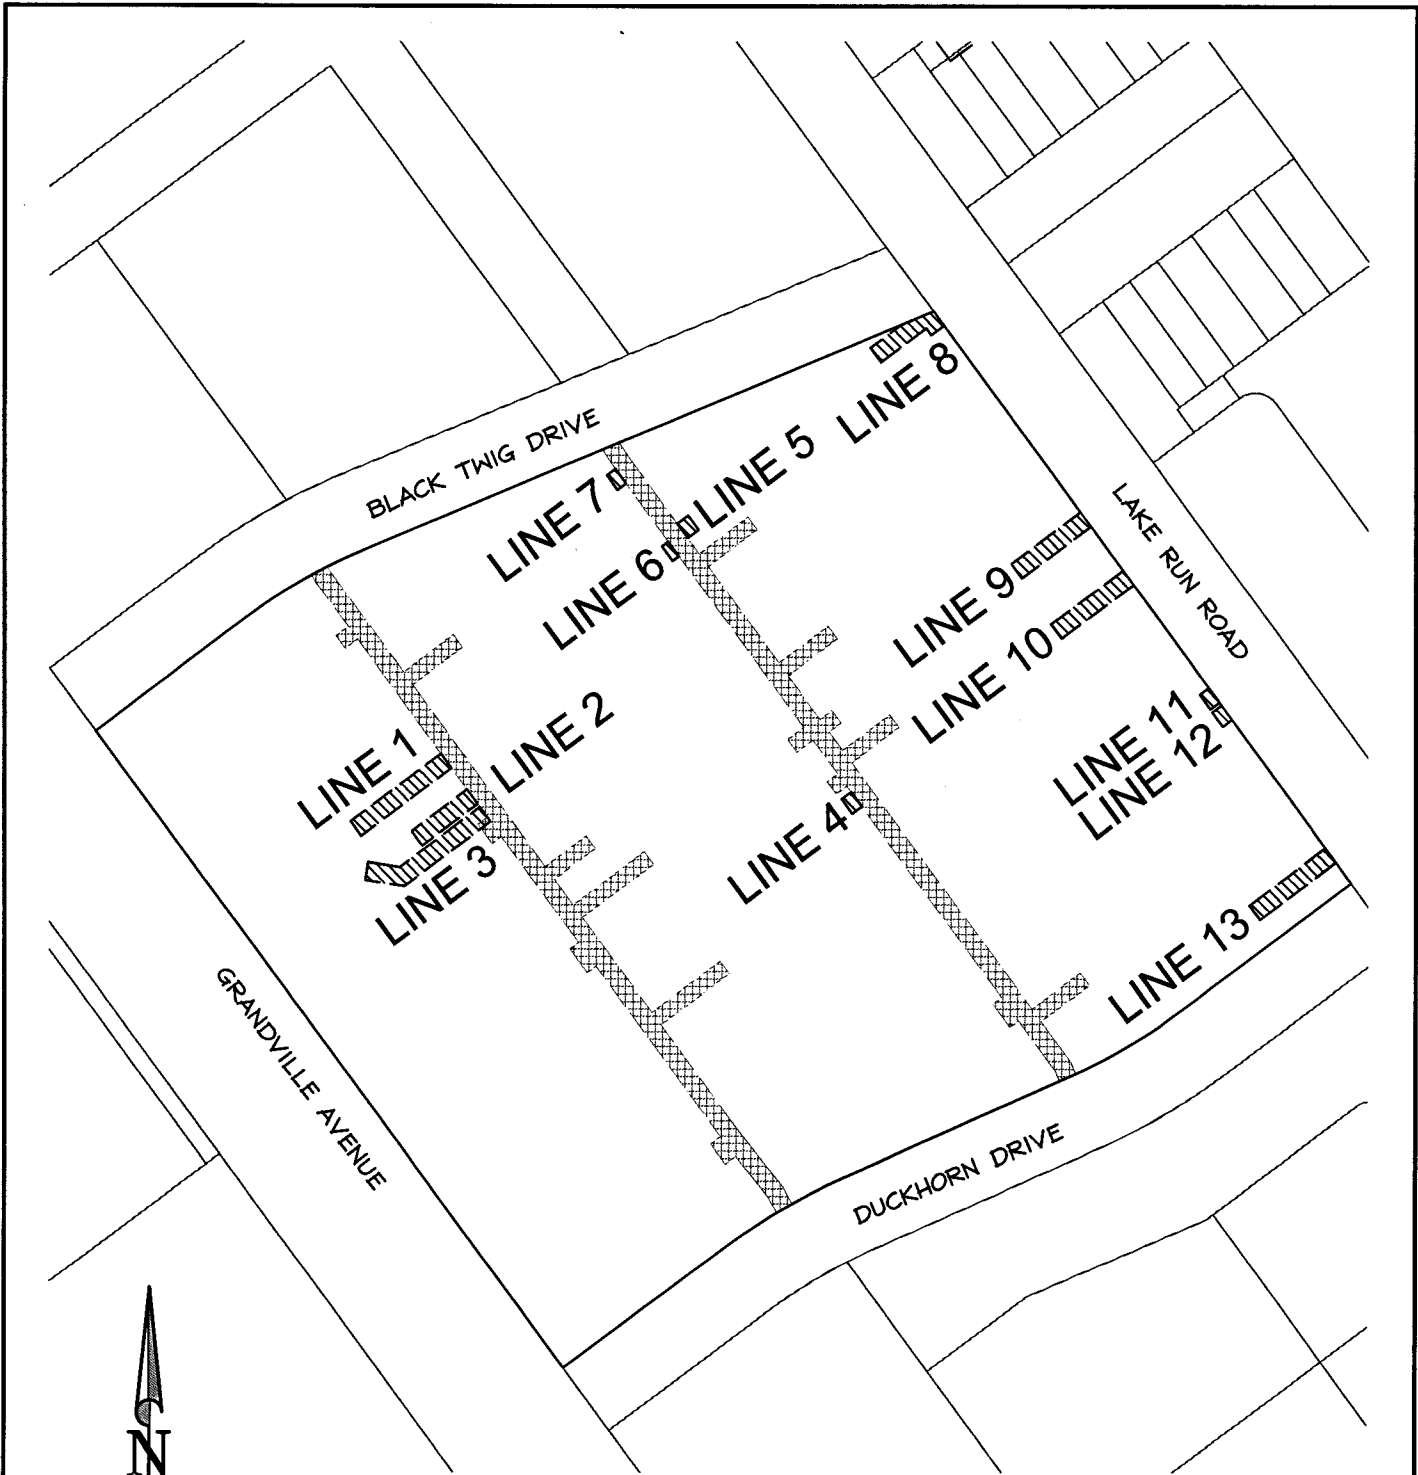 LINE 8
BLACK TWIG DRIVE
LINE 5
LINE 7
LINE 6
LAKE RUN ROAD
LINE 9
LINE 10
LINE 2
LINE 1
LINE 11
LINE 12
LINE 4
LINE 3
LINE 13
GRANDVILLE AVENUE
DUCKHORN DRIVE
N